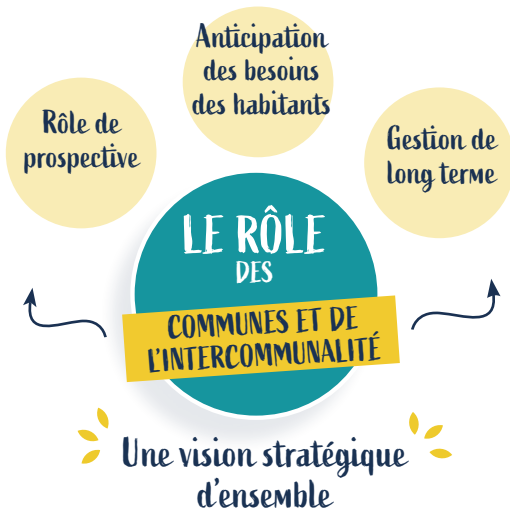 Anticipation
des besoins
des habitants
Rôle de
prospective
Gestion de
long terme
LE RÔLE
DES
COMMUNES ET DE
L'INTERCOMMUNALITÉ
Une vision stratégique
d'ensemble